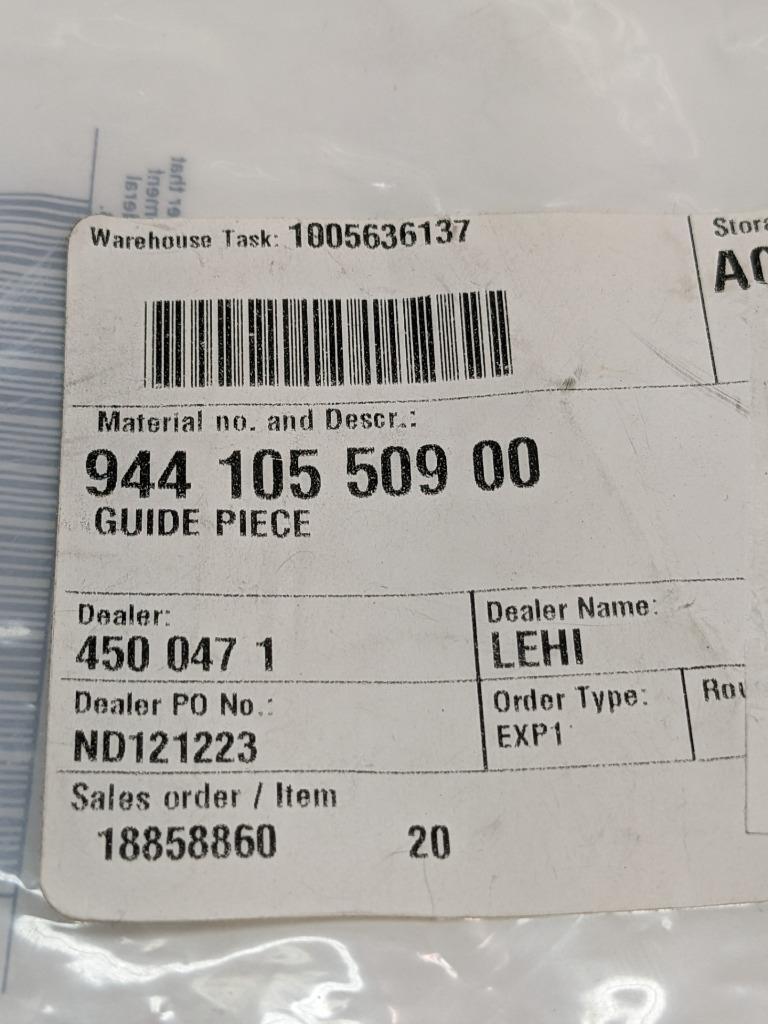 Warehouse Task: 1005636137
Material no. and Descr.:
944 105 509 00
GUIDE PIECE
Dealer:
450 047 1
Dealer Name:
LEHI
Dealer PO No.:
ND121223
Order Type:
EXP1
Sales order / Item
18858860 20